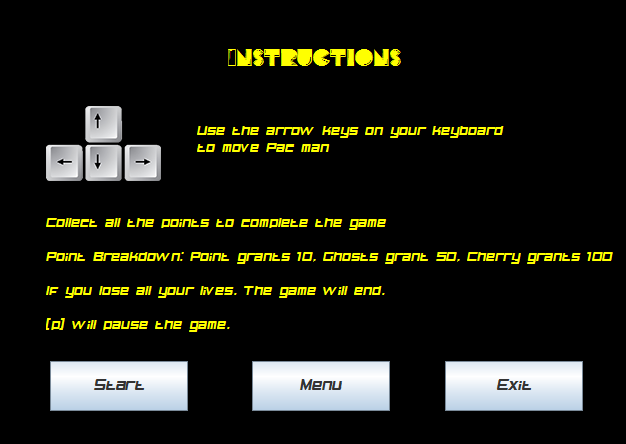 Instructions
Use the arrow keys on your keyboard
to move Pac man
Collect all the points to complete the game
Point Breakdown: Point grants 10, Ghosts grant 50, Cherry grants 100
If you lose all your lives. The game will end.
(p) will pause the game.
Start Menu Exit